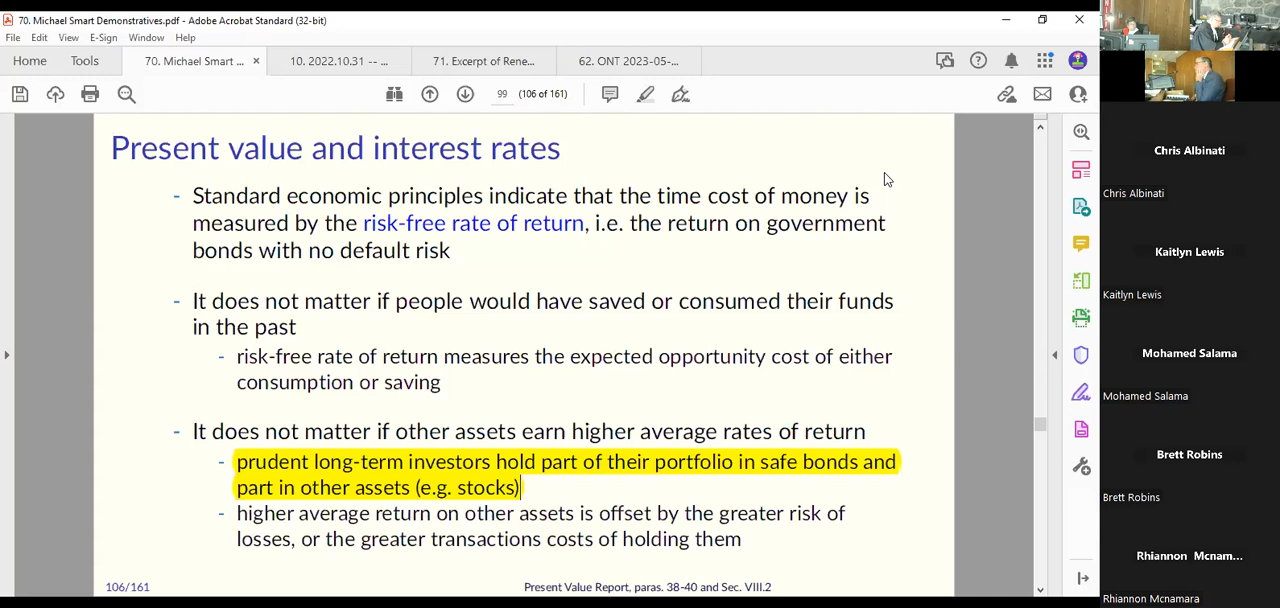 70. Michael Smart Demonstratives.pdf - Adobe Acrobat Standard (32-bit)
File Edit View E-Sign Window Help
Home Tools 70. Michael Smart ... × 10. 2022.10.31 -- ... 71. Excerpt of Rene... 62. ONT 2023-05-...
99 (106 of 161)
Present value and interest rates
- Standard economic principles indicate that the time cost of money is
measured by the risk-free rate of return, i.e. the return on government
bonds with no default risk
- It does not matter if people would have saved or consumed their funds
in the past
- risk-free rate of return measures the expected opportunity cost of either
consumption or saving
- It does not matter if other assets earn higher average rates of return
- prudent long-term investors hold part of their portfolio in safe bonds and
part in other assets (e.g. stocks)
- higher average return on other assets is offset by the greater risk of
losses, or the greater transactions costs of holding them
106/161
Present Value Report, paras. 38-40 and Sec. VIII.2
Chris Albinati
Chris Albinati
Kaitlyn Lewis
Kaitlyn Lewis
Mohamed Salama
Mohamed Salama
Brett Robins
Brett Robins
Rhiannon Mcnam...
Rhiannon Mcnamara